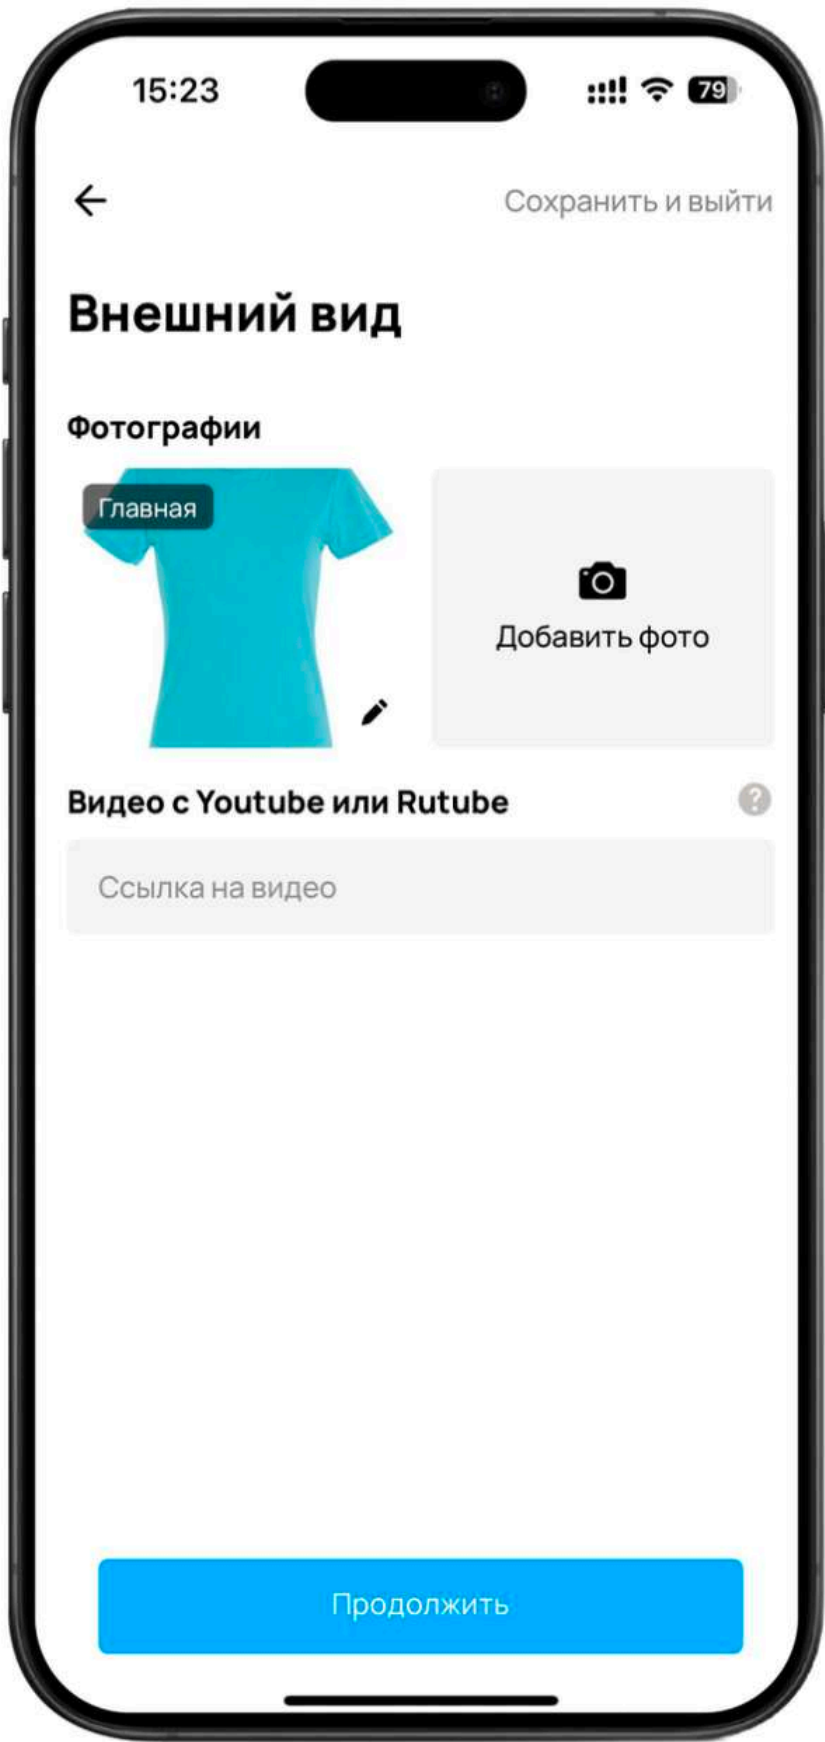 15:23
79
Сохранить и выйти
Внешний вид
Фотографии
Главная
Добавить фото
Видео с Youtube или Rutube
?
Ссылка на видео
Продолжить